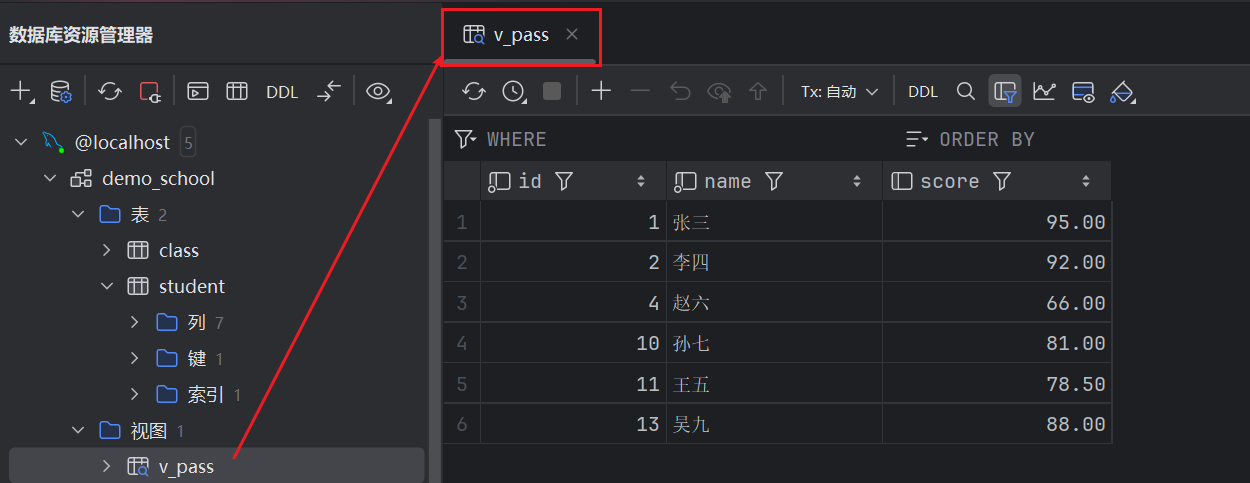 数据库资源管理器
v_pass
DDL
Tx: 自动
DDL
@localhost 5
demo_school
表 2
class
student
列 7
键 1
索引 1
视图 1
v_pass
WHERE
ORDER BY
id name score
1 1 张三 95.00
2 2 李四 92.00
3 4 赵六 66.00
4 10 孙七 81.00
5 11 王五 78.50
6 13 吴九 88.00